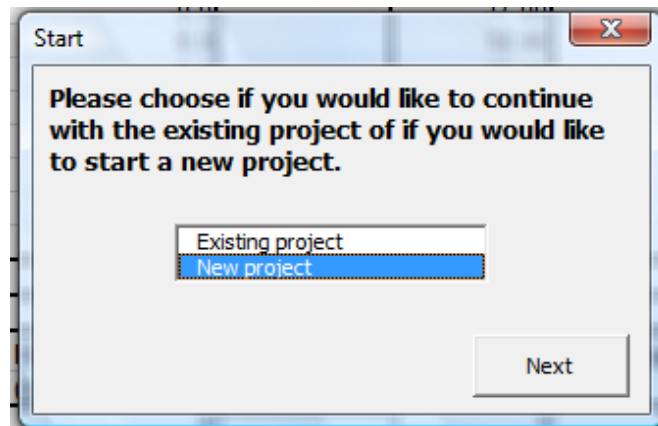 Start
Please choose if you would like to continue
with the existing project of if you would like
to start a new project.
Existing project
New project
Next